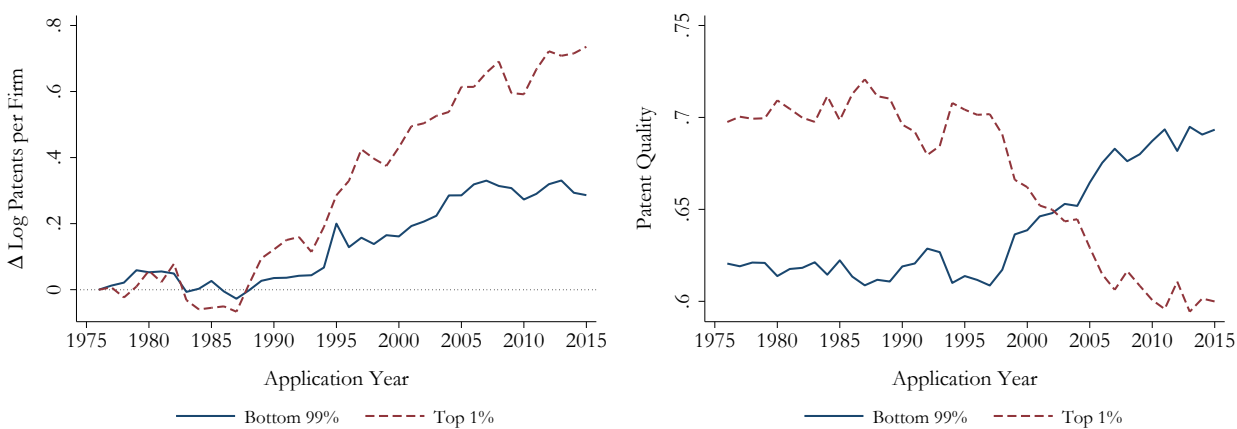 Δ Log Patents per Firm
.8
.6
.4
.2
0
1975 1980 1985 1990 1995 2000 2005 2010 2015
Application Year
Bottom 99% Top 1%
Patent Quality
.75
.7
.65
.6
1975 1980 1985 1990 1995 2000 2005 2010 2015
Application Year
Bottom 99% Top 1%